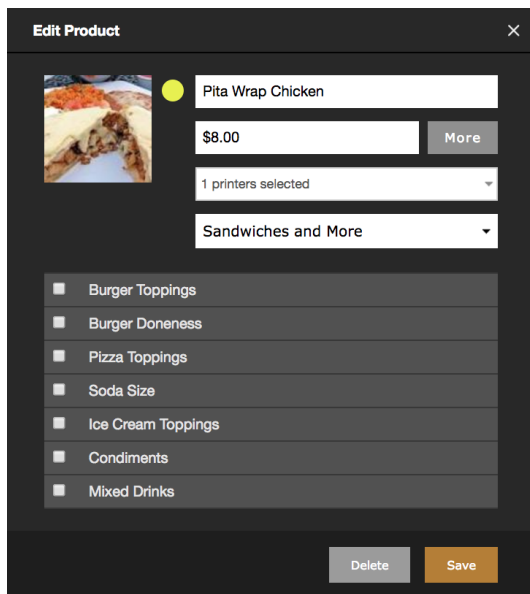 Edit Product
Pita Wrap Chicken
$8.00
More
1 printers selected
Sandwiches and More
Burger Toppings
Burger Doneness
Pizza Toppings
Soda Size
Ice Cream Toppings
Condiments
Mixed Drinks
Delete
Save